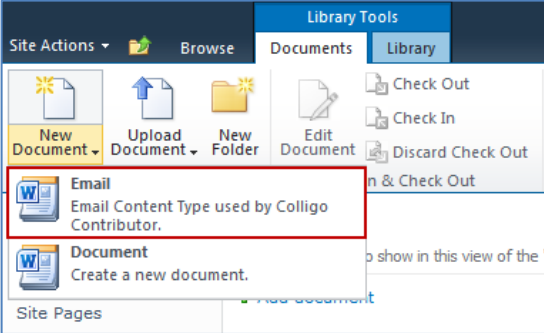 Library Tools
Site Actions Browse Documents Library
New Document
Upload Document
New Folder
Edit Document
Check Out
Check In
Discard Check Out
n & Check Out
Email
Email Content Type used by Colligo
Contributor.
Document
Create a new document.
o show in this view of the
Add document
Site Pages